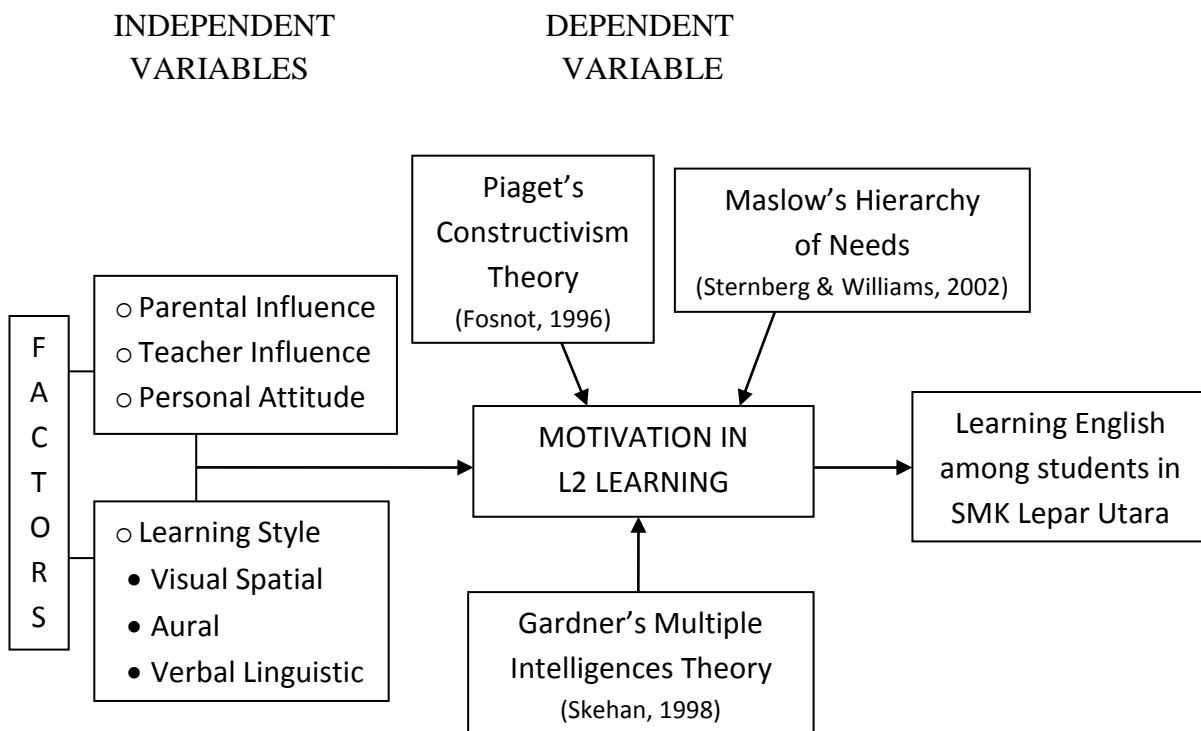 INDEPENDENT
VARIABLES
DEPENDENT
VARIABLE
Piaget’s
Constructivism
Theory
(Fosnot, 1996)
Maslow’s Hierarchy
of Needs
(Sternberg & Williams, 2002)
F
A
C
T
O
R
S
○ Parental Influence
○ Teacher Influence
○ Personal Attitude
MOTIVATION IN
L2 LEARNING
Learning English
among students in
SMK Lepar Utara
○ Learning Style
• Visual Spatial
• Aural
• Verbal Linguistic
Gardner’s Multiple
Intelligences Theory
(Skehan, 1998)